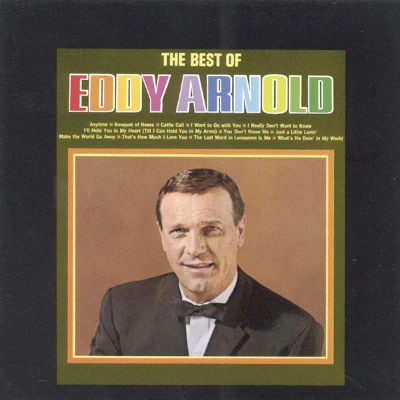 THE BEST OF
EDDY ARNOLD
Anytime ★ Bouquet of Roses ★ Cattle Call ★ I Want to Go with You ★ I Really Don't Want to Know
I'll Hold You in My Heart (Till I Can Hold You in My Arms) ★ You Don't Know Me ★ Just a Little Lovin'
Make the World Go Away ★ That's How Much I Love You ★ The Last Word in Lonesome Is Me ★ What's He Doin' in My World